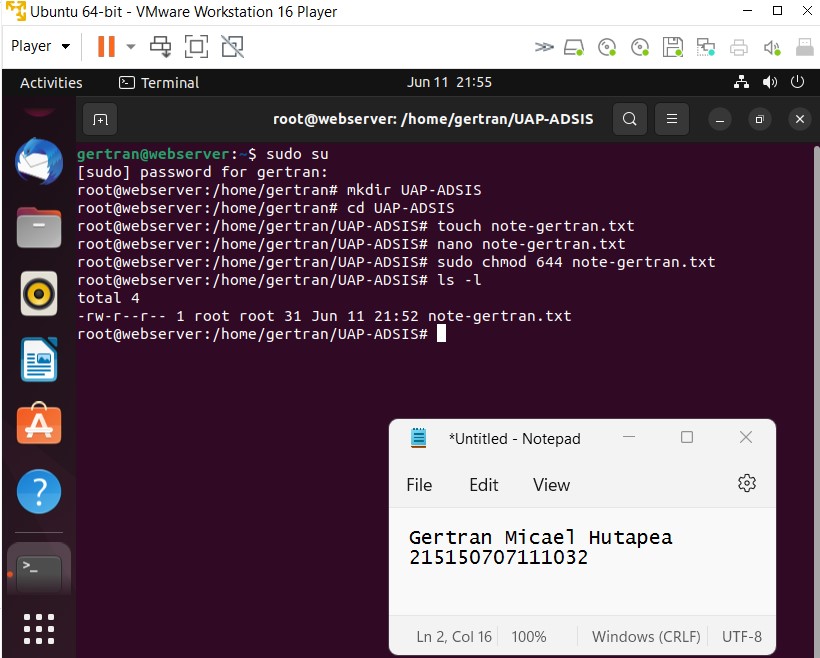 Ubuntu 64-bit - VMware Workstation 16 Player
Player
Activities
Terminal
Jun 11 21:55
root@webserver: /home/gertran/UAP-ADSIS
gertran@webserver:~$ sudo su
[sudo] password for gertran:
root@webserver:/home/gertran# mkdir UAP-ADSIS
root@webserver:/home/gertran# cd UAP-ADSIS
root@webserver:/home/gertran/UAP-ADSIS# touch note-gertran.txt
root@webserver:/home/gertran/UAP-ADSIS# nano note-gertran.txt
root@webserver:/home/gertran/UAP-ADSIS# sudo chmod 644 note-gertran.txt
root@webserver:/home/gertran/UAP-ADSIS# ls -l
total 4
-rw-r--r-- 1 root root 31 Jun 11 21:52 note-gertran.txt
root@webserver:/home/gertran/UAP-ADSIS#
*Untitled - Notepad
File Edit View
Gertran Micael Hutapea
215150707111032
Ln 2, Col 16 100% Windows (CRLF) UTF-8